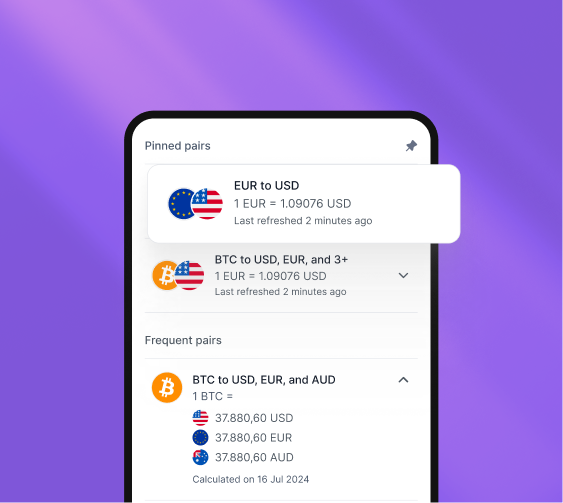 Pinned pairs
EUR to USD
1 EUR = 1.09076 USD
Last refreshed 2 minutes ago
BTC to USD, EUR, and 3+
1 EUR = 1.09076 USD
Last refreshed 2 minutes ago
Frequent pairs
BTC to USD, EUR, and AUD
1 BTC =
37.880,60 USD
37.880,60 EUR
37.880,60 AUD
Calculated on 16 Jul 2024